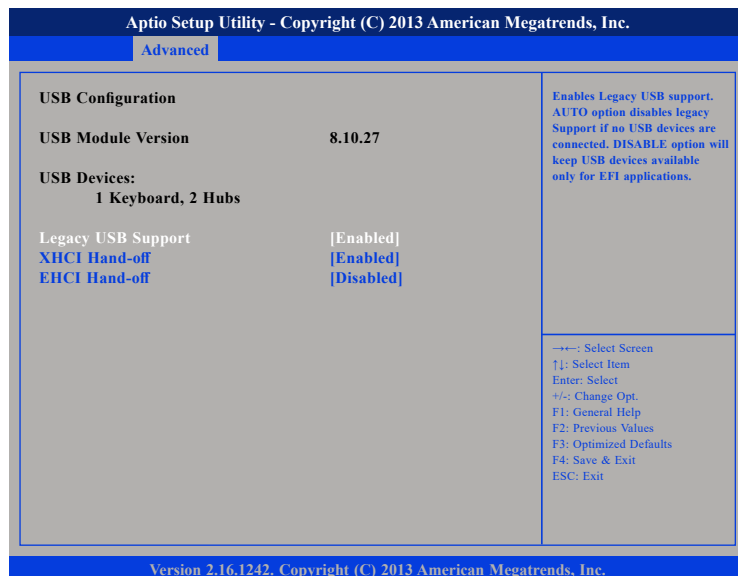 Aptio Setup Utility - Copyright (C) 2013 American Megatrends, Inc.
Advanced
USB Configuration
USB Module Version 8.10.27
USB Devices:
1 Keyboard, 2 Hubs
Legacy USB Support [Enabled]
XHCI Hand-off [Enabled]
EHCI Hand-off [Disabled]
Enables Legacy USB support.
AUTO option disables legacy
Support if no USB devices are
connected. DISABLE option will
keep USB devices available
only for EFI applications.
→←: Select Screen
↑↓: Select Item
Enter: Select
+/-: Change Opt.
F1: General Help
F2: Previous Values
F3: Optimized Defaults
F4: Save & Exit
ESC: Exit
Version 2.16.1242. Copyright (C) 2013 American Megatrends, Inc.